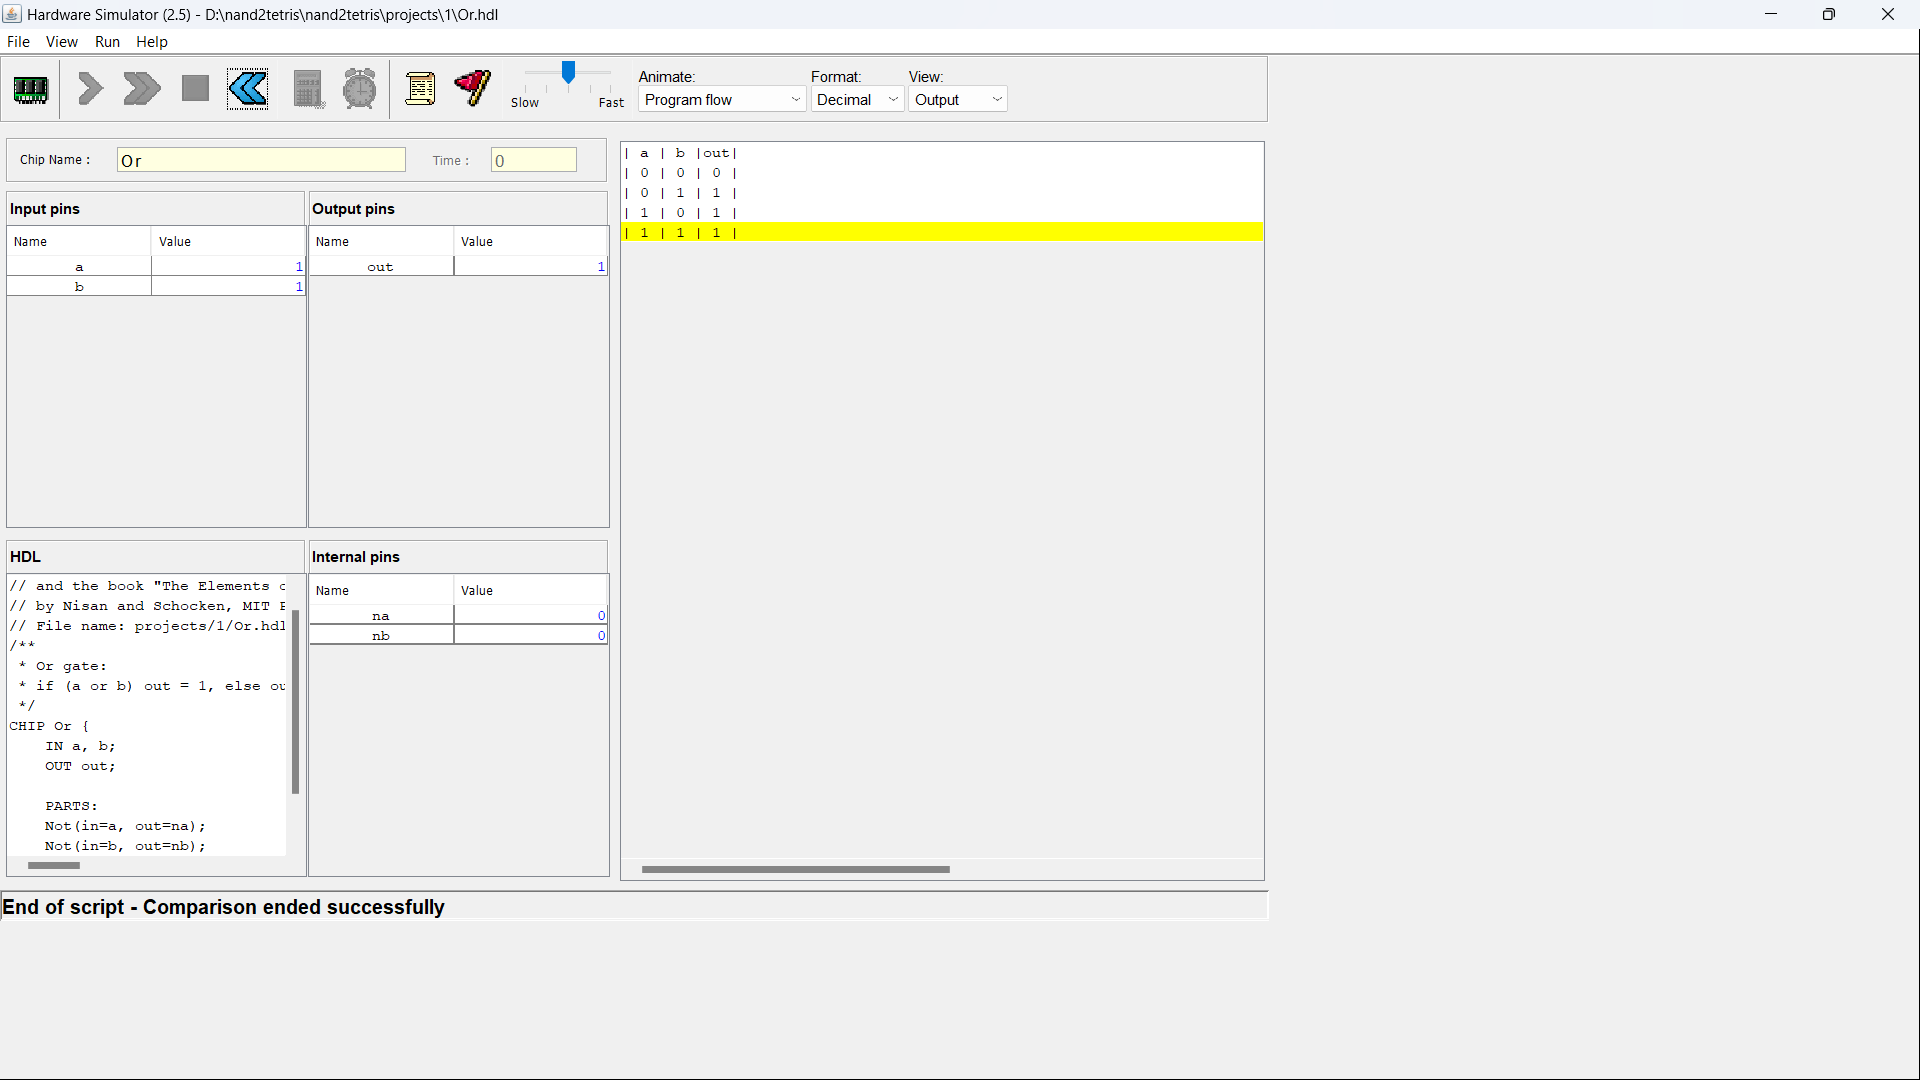 Hardware Simulator (2.5) - D:\nand2tetris\nand2tetris\projects\1\Or.hdl
File View Run Help
Slow Fast
Animate: Format: View:
Program flow Decimal Output
Chip Name : Or Time : 0
Input pins
Name Value
a 1
b 1
Output pins
Name Value
out 1
HDL
// and the book "The Elements
// by Nisan and Schocken, MIT
// File name: projects/1/Or.hdl
/**
* Or gate:
* if (a or b) out = 1, else
*/
CHIP Or {
IN a, b;
OUT out;
PARTS:
Not(in=a, out=na);
Not(in=b, out=nb);
Internal pins
Name Value
na 0
nb 0
| a | b |out|
| 0 | 0 | 0 |
| 0 | 1 | 1 |
| 1 | 0 | 1 |
| 1 | 1 | 1 |
End of script - Comparison ended successfully